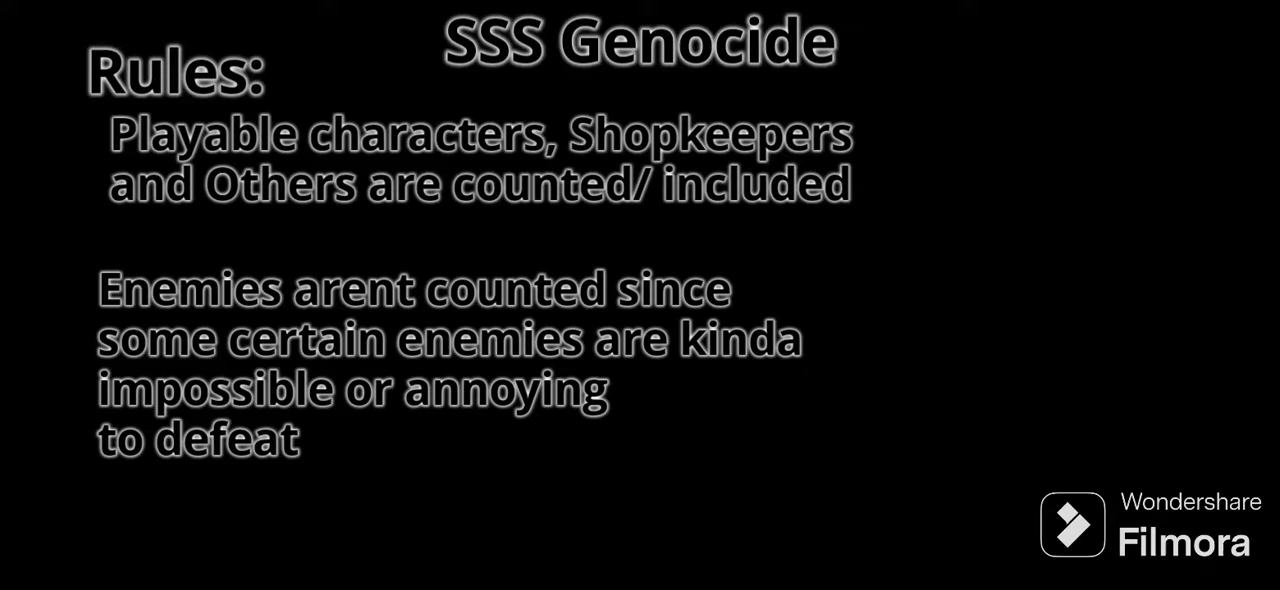 SSS Genocide
Rules:
Playable characters, Shopkeepers
and Others are counted/ included
Enemies arent counted since
some certain enemies are kinda
impossible or annoying
to defeat
Wondershare
Filmora